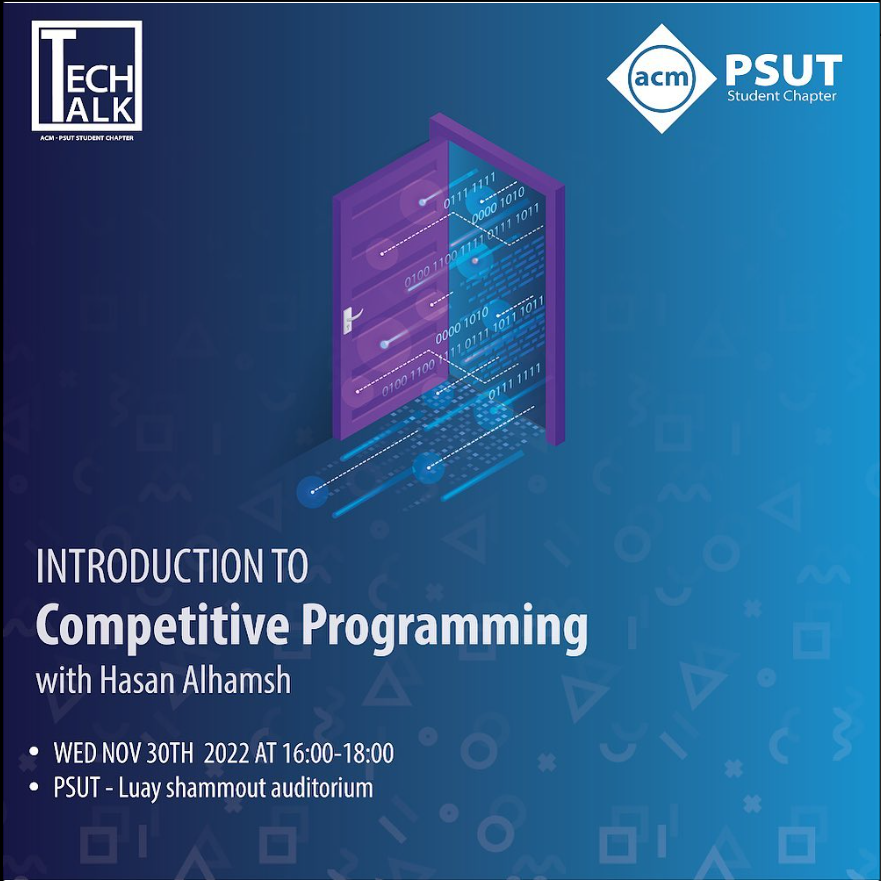 TECH
TALK
ACM - PSUT STUDENT CHAPTER
acm
PSUT
Student Chapter
0111 1111
0000 1010
0100 1100 1111 0111 1011
0000 1010
0100 1100 1111 0111 1011 1011
0111 1111
INTRODUCTION TO
Competitive Programming
with Hasan Alhamsh
• WED NOV 30TH 2022 AT 16:00-18:00
• PSUT - Luay shammout auditorium